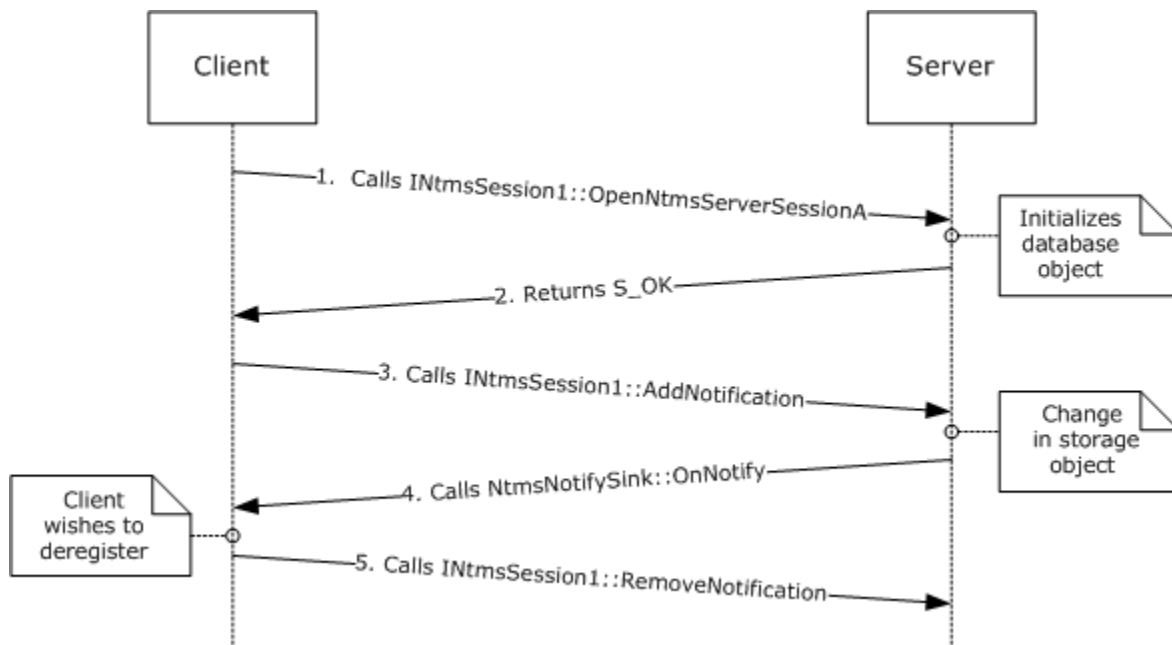 Client
Server
1.  Calls INtmsSession1::OpenNtmsServerSessionA
Initializes
database
object
2. Returns S_OK
3. Calls INtmsSession1::AddNotification
Change
in storage
object
4. Calls NtmsNotifySink::OnNotify
Client
wishes to
deregister
5. Calls INtmsSession1::RemoveNotification